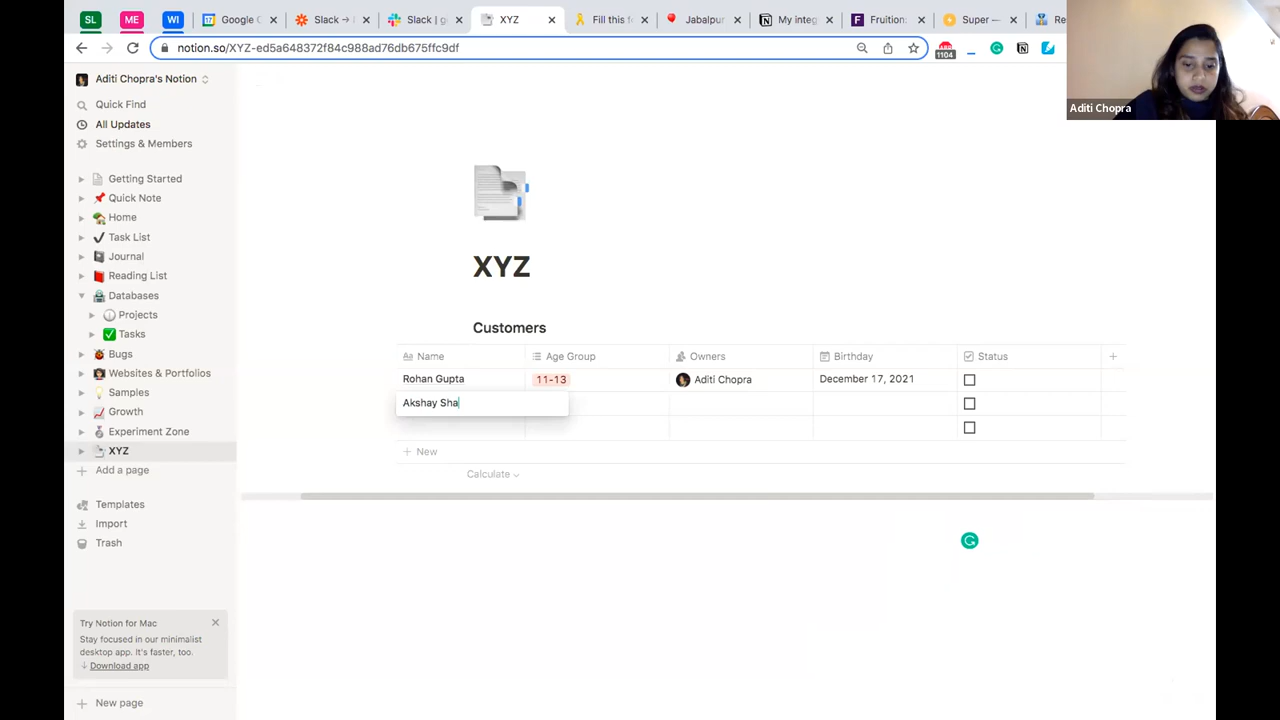 SL
ME
WI
Google C
Slack → 
Slack | g
XYZ
Fill this f
Jabalpur
My integ
Fruition:
Super —
Re
notion.so/XYZ-ed5a648372f84c988ad76db675ffc9df
1104
Aditi Chopra
Aditi Chopra's Notion
Quick Find
All Updates
Settings & Members
Getting Started
Quick Note
Home
Task List
Journal
Reading List
Databases
Projects
Tasks
Bugs
Websites & Portfolios
Samples
Growth
Experiment Zone
XYZ
Add a page
Templates
Import
Trash
Try Notion for Mac
Stay focused in our minimalist
desktop app. It's faster, too.
↓ Download app
New page
XYZ
Customers
Aa Name Age Group Owners Birthday Status
Rohan Gupta 11-13 Aditi Chopra December 17, 2021
Akshay Sha
+ New
Calculate